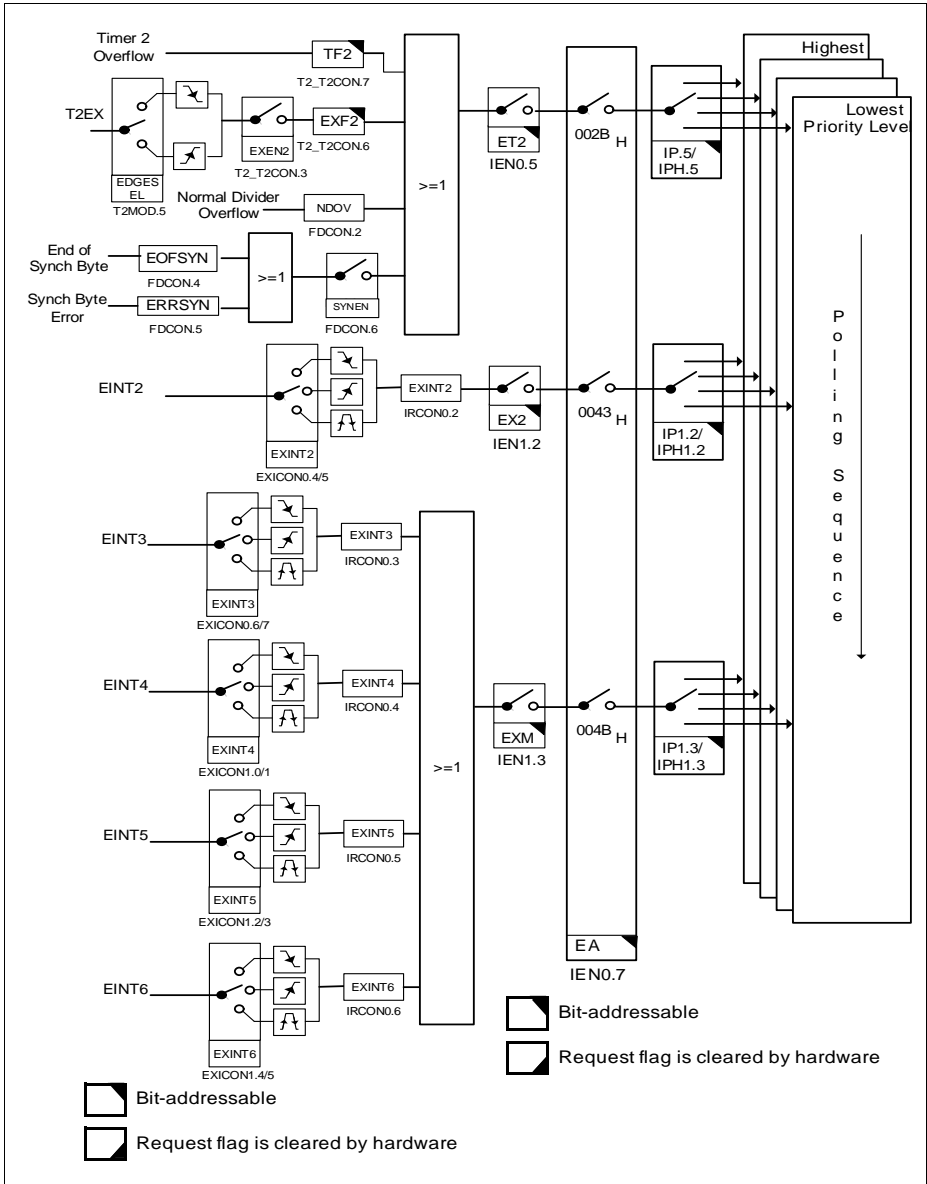 Timer 2
Overflow
TF2
T2_T2CON.7
Highest
Lowest
Priority Level
T2EX
EDGES
EL
T2MOD.5
EXEN2
T2_T2CON.3
EXF2
T2_T2CON.6
>=1
ET2
IEN0.5
002B H
IP.5/
IPH.5
Normal Divider
Overflow
NDOV
FDCON.2
End of
Synch Byte
EOFSYN
FDCON.4
>=1
SYNEN
FDCON.6
Synch Byte
Error
ERRSYN
FDCON.5
Polling Sequence
EINT2
EXINT2
EXICON0.4/5
EXINT2
IRCON0.2
EX2
IEN1.2
0043 H
IP1.2/
IPH1.2
EINT3
EXINT3
EXICON0.6/7
EXINT3
IRCON0.3
EINT4
EXINT4
EXICON1.0/1
EXINT4
IRCON0.4
>=1
EXM
IEN1.3
004B H
IP1.3/
IPH1.3
EINT5
EXINT5
EXICON1.2/3
EXINT5
IRCON0.5
EA
IEN0.7
EINT6
EXINT6
EXICON1.4/5
EXINT6
IRCON0.6
Bit-addressable
Request flag is cleared by hardware
Bit-addressable
Request flag is cleared by hardware